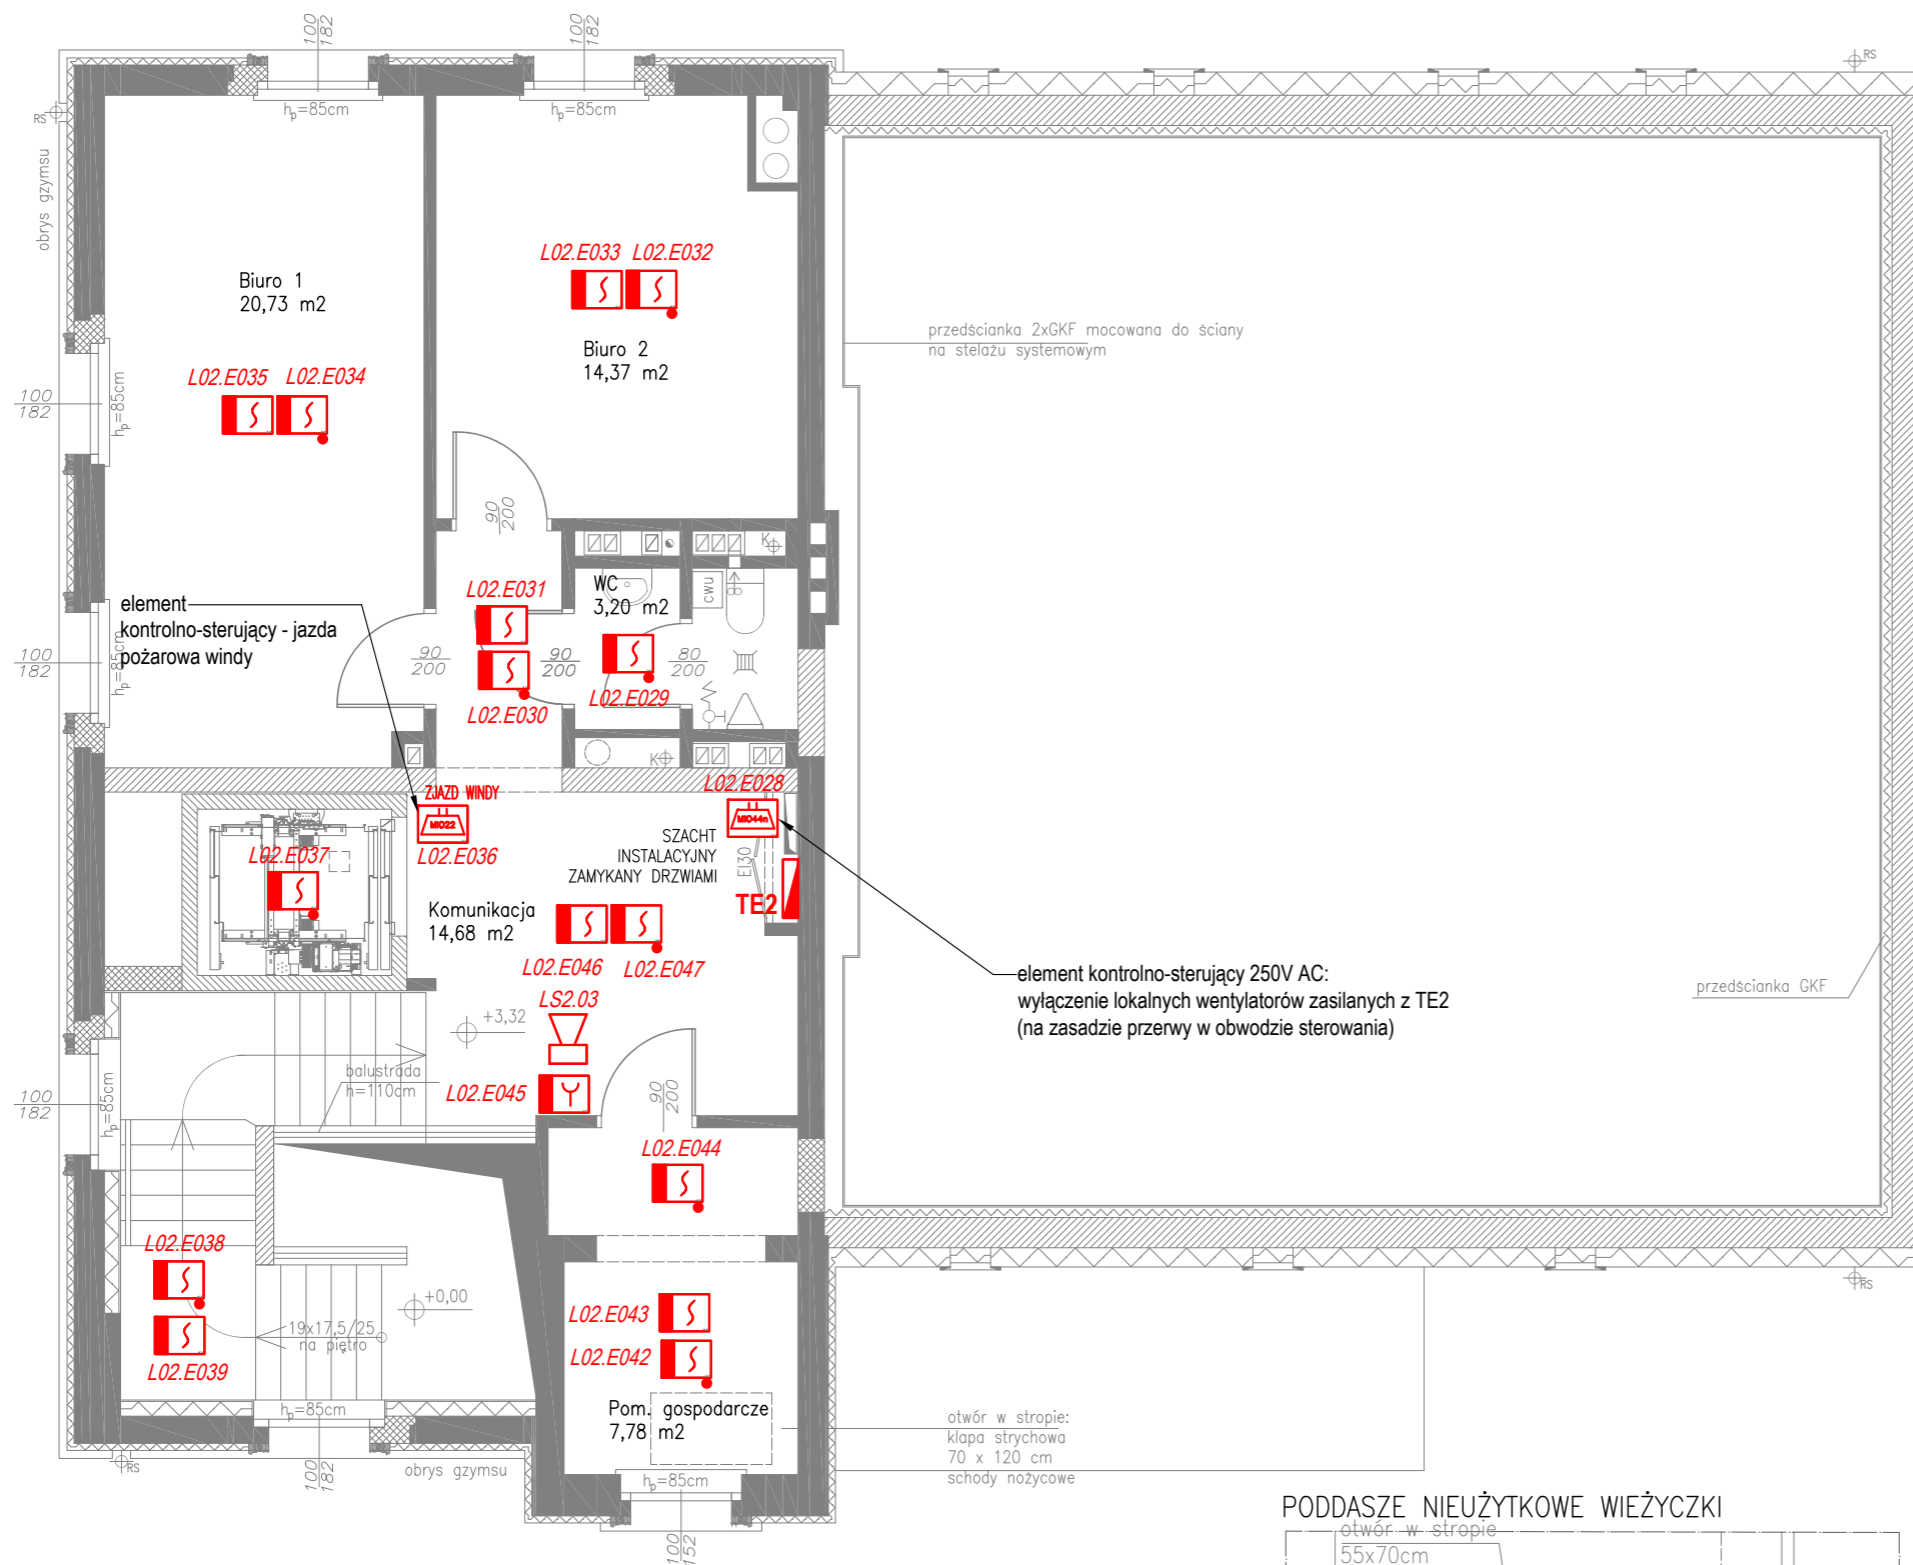 100
182
100
182
RS
hp=85cm
hp=85cm
RS
obrys gzymsu
L02.E033 L02.E032
Biuro 1
20,73 m2
Biuro 2
14,37 m2
przedścianka 2xGKF mocowana do ściany
na stelażu systemowym
L02.E035 L02.E034
100
182
hp=85cm
90
200
K
WC
3,20 m2
cwu
L02.E031
element
kontrolno-sterujący - jazda
pożarowa windy
100
182
hp=85cm
90
200
90
200
80
200
L02.E029
L02.E030
K
ZJAZD WINDY
MIO22
L02.E036
L02.E028
MIO44n
SZACHT
INSTALACYJNY
ZAMYKANY DRZWIAMI
EI30
L02.E037
TE2
Komunikacja
14,68 m2
L02.E046
L02.E047
element kontrolno-sterujący 250V AC:
wyłączenie lokalnych wentylatorów zasilanych z TE2
(na zasadzie przerwy w obwodzie sterowania)
przedścianka GKF
LS2.03
+3,32
balustrada
h=110cm
L02.E045
100
182
hp=85cm
90
200
L02.E044
L02.E038
RS
+0,00
19x17,5/25
na piętro
L02.E043
L02.E042
L02.E039
Pom. gospodarcze
7,78 m2
hp=85cm
otwór w stropie:
klapa strychowa
70 x 120 cm
schody nożycowe
RS
100
182
obrys gzymsu
hp=85cm
100
152
PODDASZE NIEUŻYTKOWE WIEŻYCZKI
otwór w stropie
55x70cm